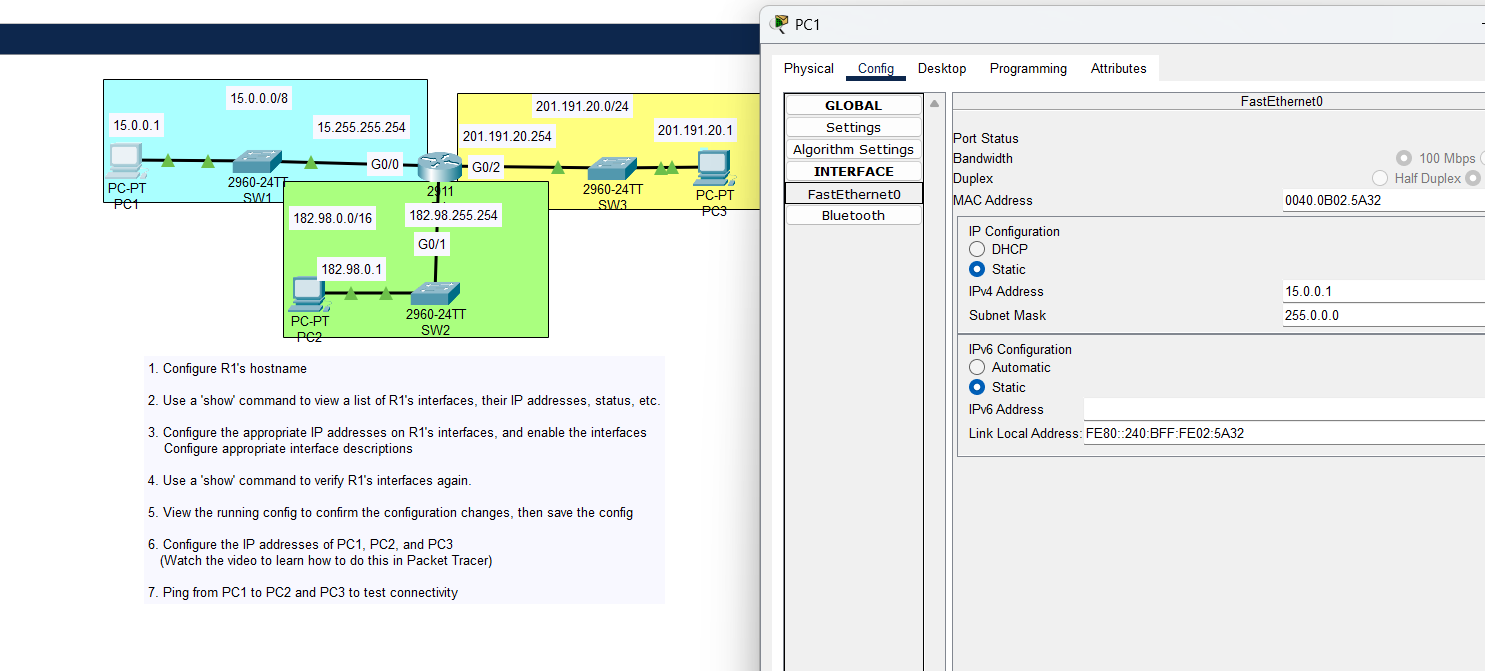 15.0.0.0/8
15.0.0.1
15.255.255.254
G0/0
PC-PT
PC1
2960-24TT
SW1
2911
201.191.20.0/24
201.191.20.254
201.191.20.1
G0/2
2960-24TT
SW3
PC-PT
PC3
182.98.0.0/16
182.98.255.254
G0/1
182.98.0.1
PC-PT
PC2
2960-24TT
SW2
1. Configure R1's hostname
2. Use a 'show' command to view a list of R1's interfaces, their IP addresses, status, etc.
3. Configure the appropriate IP addresses on R1's interfaces, and enable the interfaces
Configure appropriate interface descriptions
4. Use a 'show' command to verify R1's interfaces again.
5. View the running config to confirm the configuration changes, then save the config
6. Configure the IP addresses of PC1, PC2, and PC3
(Watch the video to learn how to do this in Packet Tracer)
7. Ping from PC1 to PC2 and PC3 to test connectivity
PC1
Physical Config Desktop Programming Attributes
GLOBAL
Settings
Algorithm Settings
INTERFACE
FastEthernet0
Bluetooth
FastEthernet0
Port Status
Bandwidth 100 Mbps
Duplex Half Duplex
MAC Address 0040.0B02.5A32
IP Configuration
DHCP
Static
IPv4 Address 15.0.0.1
Subnet Mask 255.0.0.0
IPv6 Configuration
Automatic
Static
IPv6 Address
Link Local Address: FE80::240:BFF:FE02:5A32